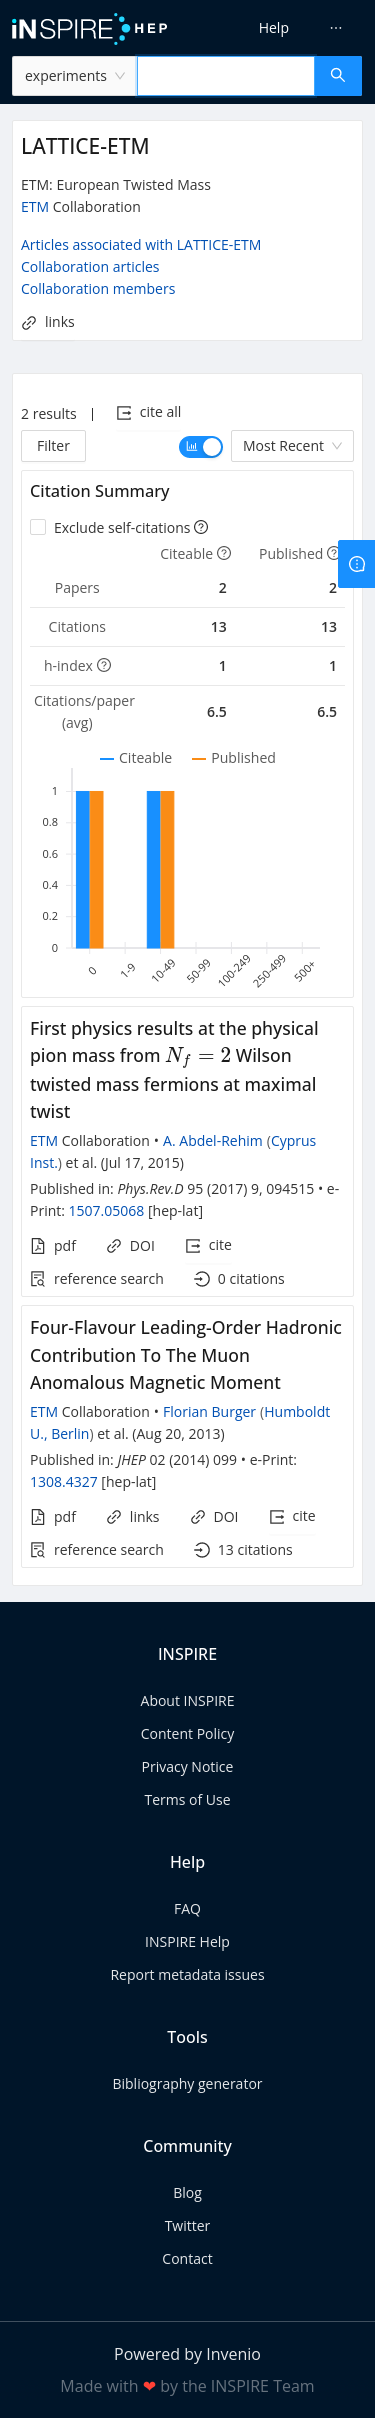 iNSPIRE HEP
Help ···
experiments
LATTICE-ETM
ETM: European Twisted Mass
ETM Collaboration
Articles associated with LATTICE-ETM
Collaboration articles
Collaboration members
links
2 results | cite all
Filter Most Recent
Citation Summary
Exclude self-citations
Citeable Published
Papers 2 2
Citations 13 13
h-index 1 1
Citations/paper
(avg) 6.5 6.5
Citeable Published
1
0.8
0.6
0.4
0.2
0
0 1-9 10-49 50-99 100-249 250-499 500+
First physics results at the physical
pion mass from N_f = 2 Wilson
twisted mass fermions at maximal
twist
ETM Collaboration • A. Abdel-Rehim (Cyprus
Inst.) et al. (Jul 17, 2015)
Published in: Phys.Rev.D 95 (2017) 9, 094515 • e-
Print: 1507.05068 [hep-lat]
pdf DOI cite
reference search 0 citations
Four-Flavour Leading-Order Hadronic
Contribution To The Muon
Anomalous Magnetic Moment
ETM Collaboration • Florian Burger (Humboldt
U., Berlin) et al. (Aug 20, 2013)
Published in: JHEP 02 (2014) 099 • e-Print:
1308.4327 [hep-lat]
pdf links DOI cite
reference search 13 citations
INSPIRE
About INSPIRE
Content Policy
Privacy Notice
Terms of Use
Help
FAQ
INSPIRE Help
Report metadata issues
Tools
Bibliography generator
Community
Blog
Twitter
Contact
Powered by Invenio
Made with ❤ by the INSPIRE Team